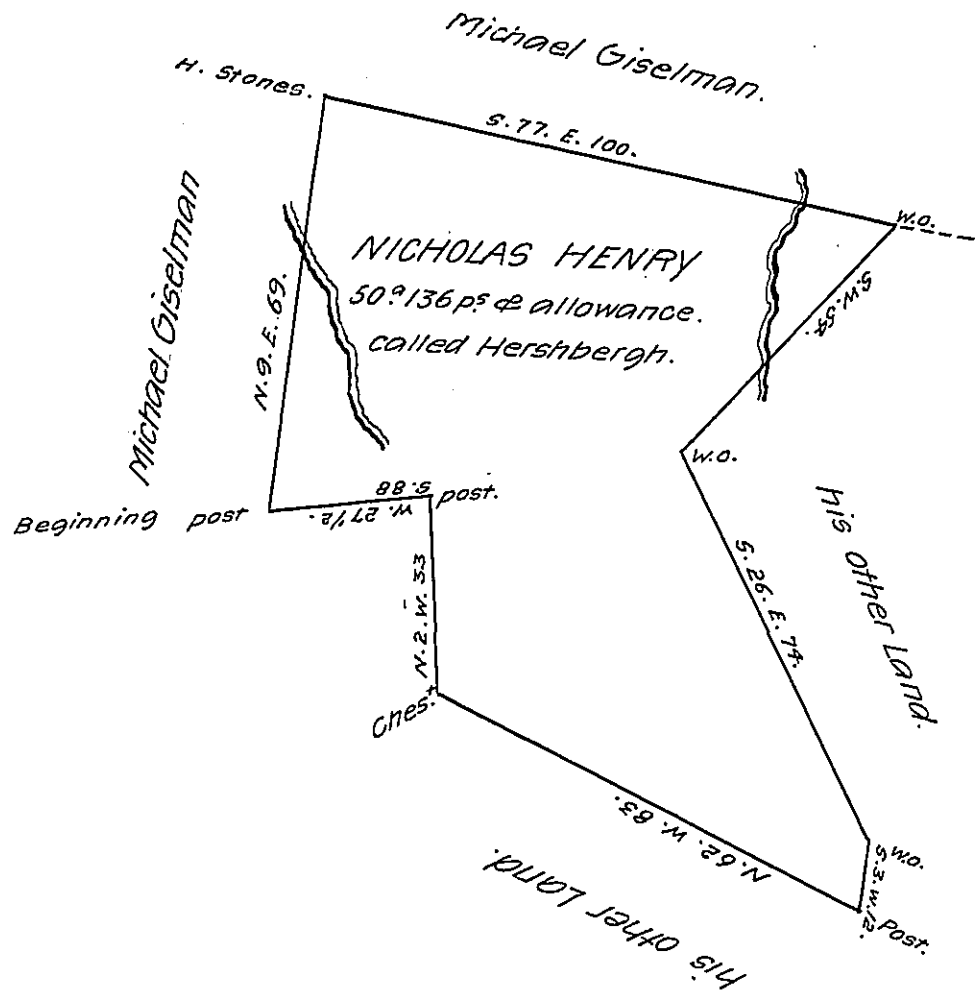 Michael Giselman.
H. Stones.
S. 77. E. 100.
W.O.
Michael Giselman
N. 9. E. 69.
NICHOLAS HENRY
50.a 136 ps. & allowance.
called Hershbergh.
S.W. 54.
W.O.
Beginning post
S. 88
W. 27 1/2.
post.
his other Land.
S. 26. E. 74.
N. 2. W. 33
Chest.
N. 62. W. 83.
W.O.
S. 3. W. 12.
Post.
his other Land.